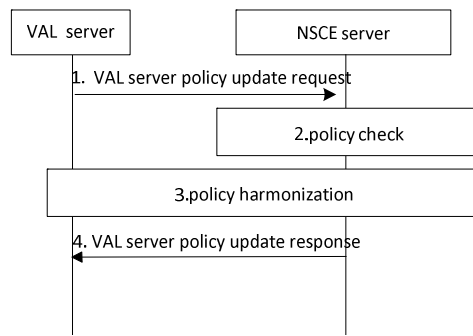 VAL server
NSCE server
1. VAL server policy update request
2.policy check
3.policy harmonization
4. VAL server policy update response